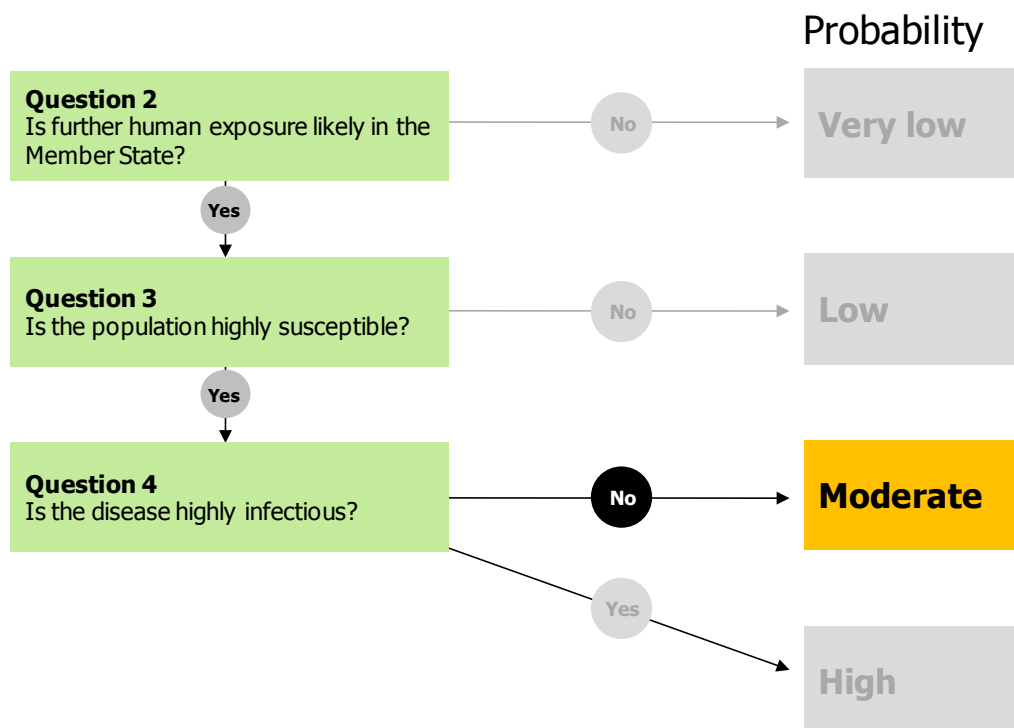 Probability
Question 2
Is further human exposure likely in the
Member State?
No
Very low
Yes
Question 3
Is the population highly susceptible?
No
Low
Yes
Question 4
Is the disease highly infectious?
No
Moderate
Yes
High